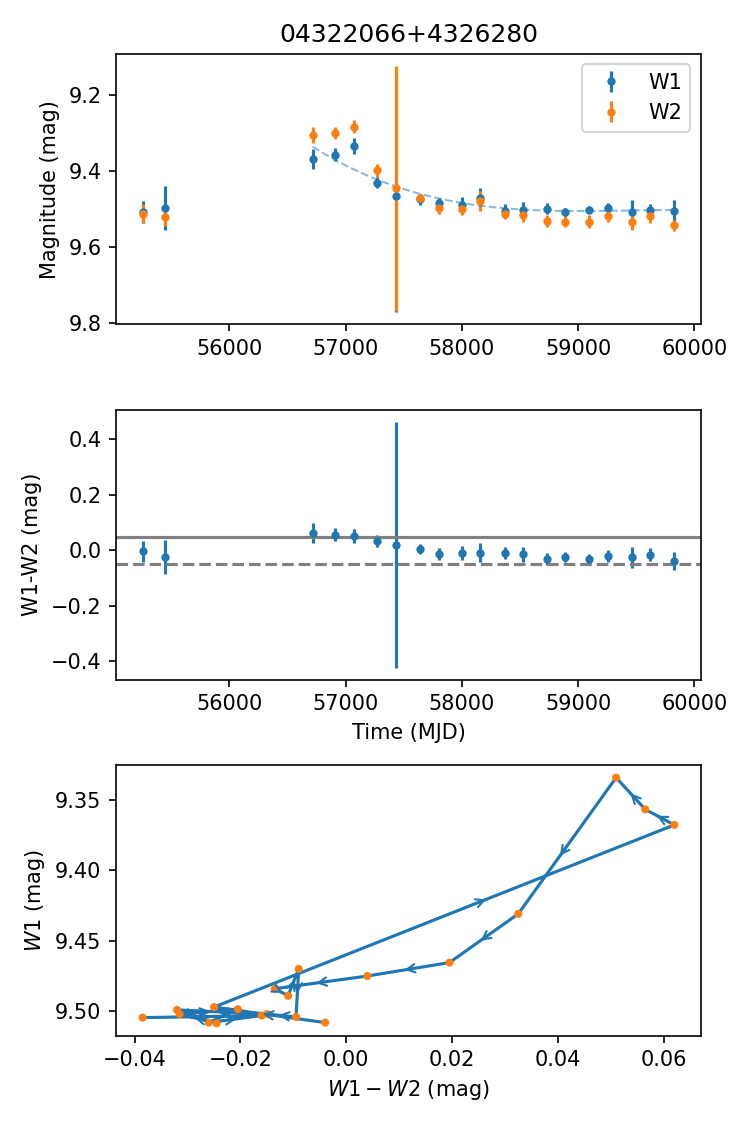 04322066+4326280
Magnitude (mag)
9.2
9.4
9.6
9.8
W1
W2
56000 57000 58000 59000 60000
W1-W2 (mag)
0.4
0.2
0.0
−0.2
−0.4
56000 57000 58000 59000 60000
Time (MJD)
W1 (mag)
9.35
9.40
9.45
9.50
−0.04 −0.02 0.00 0.02 0.04 0.06
W1 − W2 (mag)